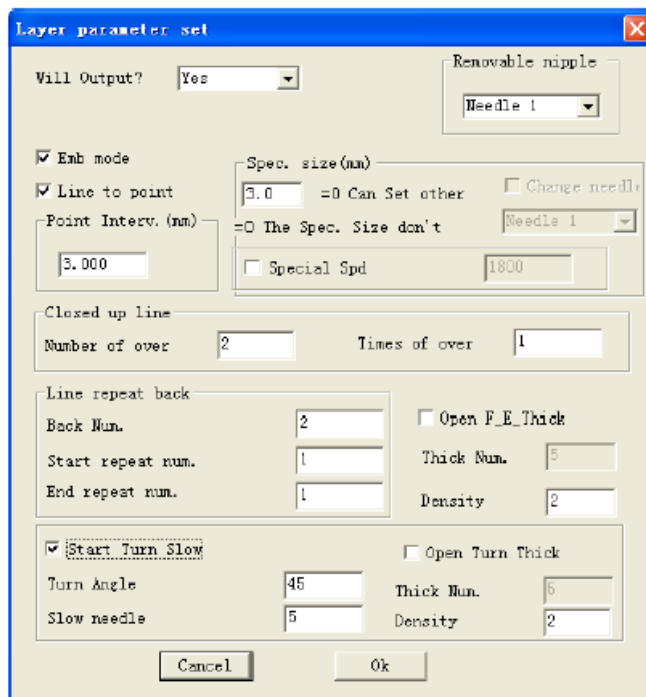 Layer parameter set
Will Output? Yes
Removable nipple
Needle 1
Emb mode
Line to point
Point Interv.(mm)
3.000
Spec. size(mm)
3.0 =0 Can Set other
Change needle
=0 The Spec. Size don't
Needle 1
Special Spd 1800
Closed up line
Number of over 2
Times of over 1
Line repeat back
Back Num. 2
Start repeat num. 1
End repeat num. 1
Open F_E_Thick
Thick Num. 5
Density 2
Start Turn Slow
Turn Angle 45
Slow needle 5
Open Turn Thick
Thick Num. 6
Density 2
Cancel
Ok